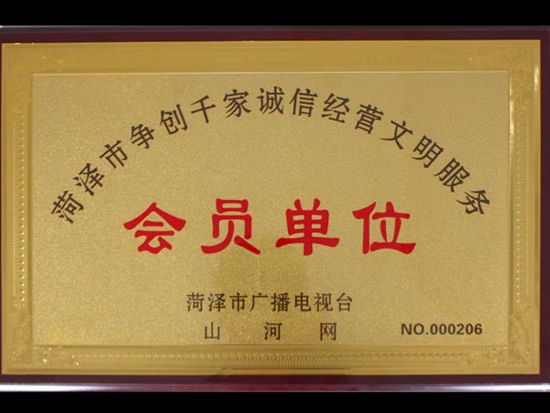 菏泽市争创千家诚信经营文明服务
会员单位
菏泽市广播电视台
山河网
NO.000206